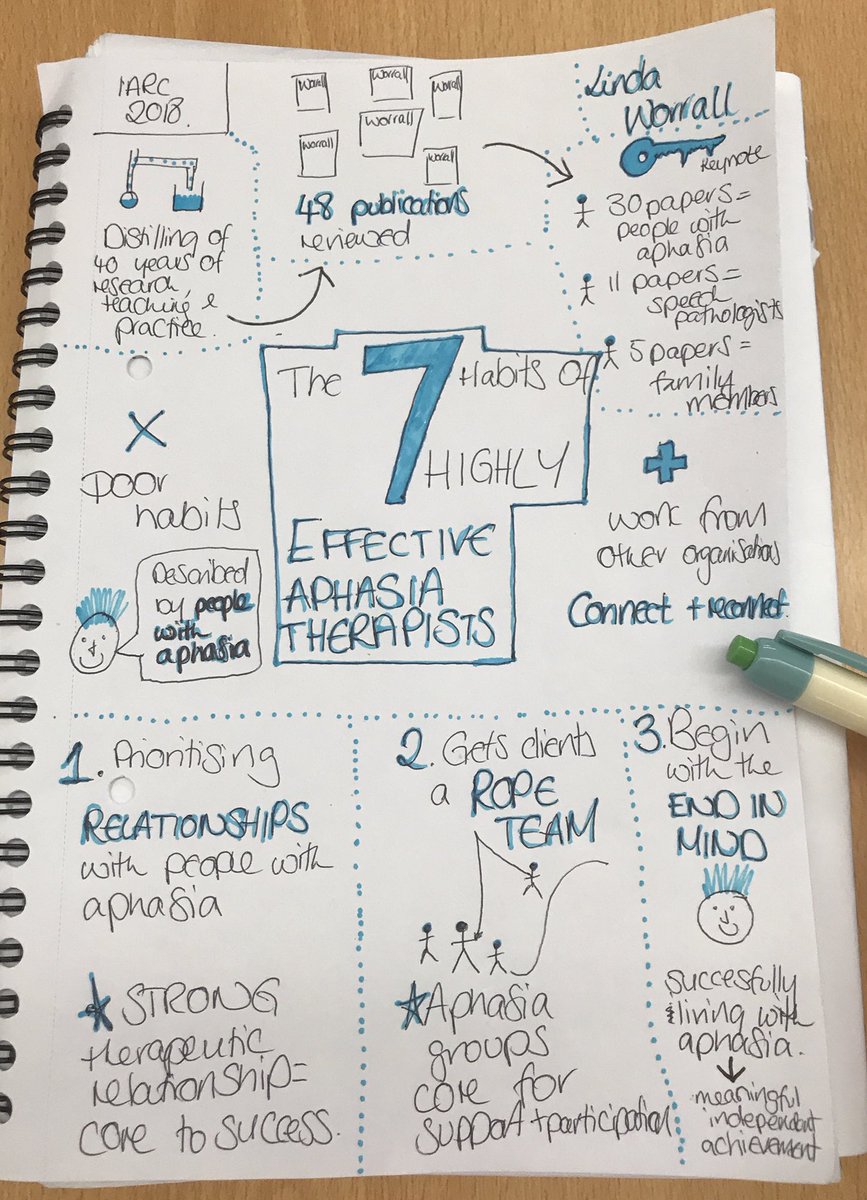 IARC
2018.
Distilling of
40 years of
research,
teaching &
practice.
Worrall
Worrall
Worrall
Worrall
Worrall
Worrall
48 publications
reviewed
Linda
Worrall
Keynote
30 papers =
people with
aphasia
11 papers =
speech
pathologists
5 papers =
family
members
The 7 Habits of
HIGHLY
EFFECTIVE
APHASIA
THERAPISTS
X
Poor
habits
Described
by people
with
aphasia
+
work from
other organisations
Connect + reconnect.
1. Prioritising
RELATIONSHIPS
with people with
aphasia
STRONG
therapeutic
relationship =
core to success.
2. Gets clients
a ROPE
TEAM
Aphasia
groups
core for
support + participation
3. Begin
with the
END IN
MIND
succesfully
living with
aphasia.
meaningful
independent
achievement